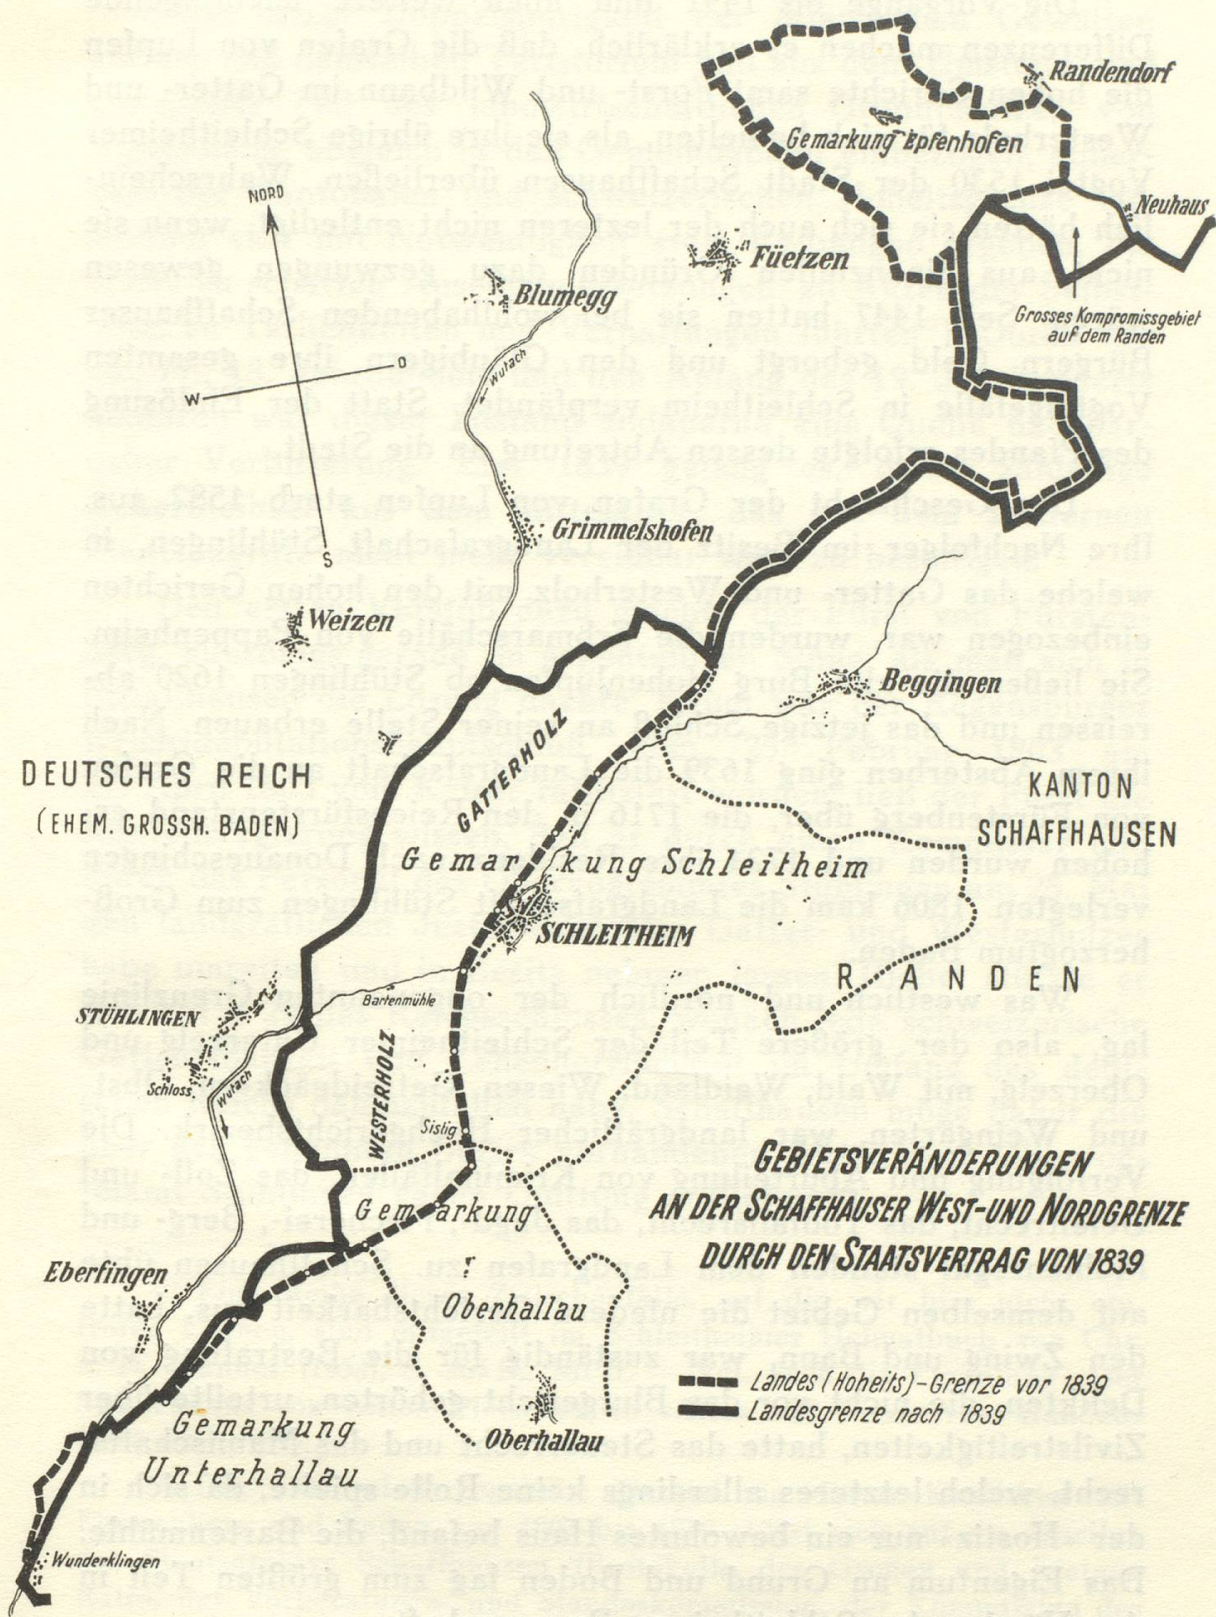 Randendorf
Gemarkung Epfenhofen
NORD
Neuhaus
Füetzen
Blumegg
Grosses Kompromissgebiet
auf dem Randen
O
Wutach
W
Grimmelshofen
S
Weizen
Beggingen
GATTERHOLZ
DEUTSCHES REICH
(EHEM. GROSSH. BADEN)
KANTON
SCHAFFHAUSEN
Gemarkung Schleitheim
SCHLEITHEIM
RANDEN
Bartenmühle
STÜHLINGEN
WESTERHOLZ
Schloss.
Wutach
Sistig
GEBIETSVERÄNDERUNGEN
AN DER SCHAFFHAUSER WEST-UND NORDGRENZE
DURCH DEN STAATSVERTRAG VON 1839
Gemarkung
Oberhallau
Eberfingen
Landes (Hoheits)-Grenze vor 1839
Landesgrenze nach 1839
Gemarkung
Unterhallau
Oberhallau
Wunderklingen